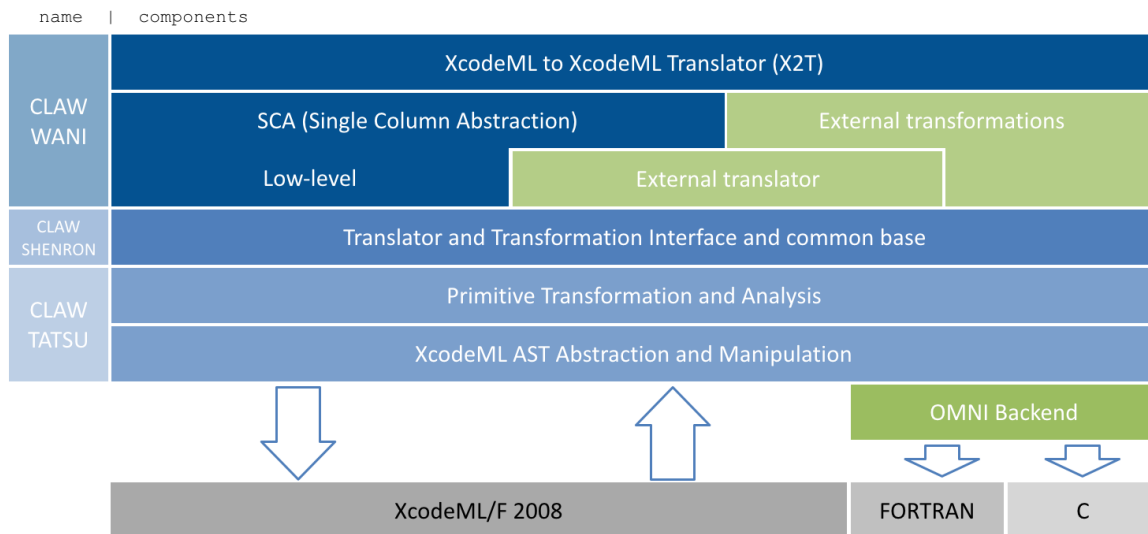 name | components
XcodeML to XcodeML Translator (X2T)
CLAW
WANI
SCA (Single Column Abstraction)
External transformations
Low-level
External translator
CLAW
SHENRON
Translator and Transformation Interface and common base
CLAW
TATSU
Primitive Transformation and Analysis
XcodeML AST Abstraction and Manipulation
OMNI Backend
XcodeML/F 2008
FORTRAN
C